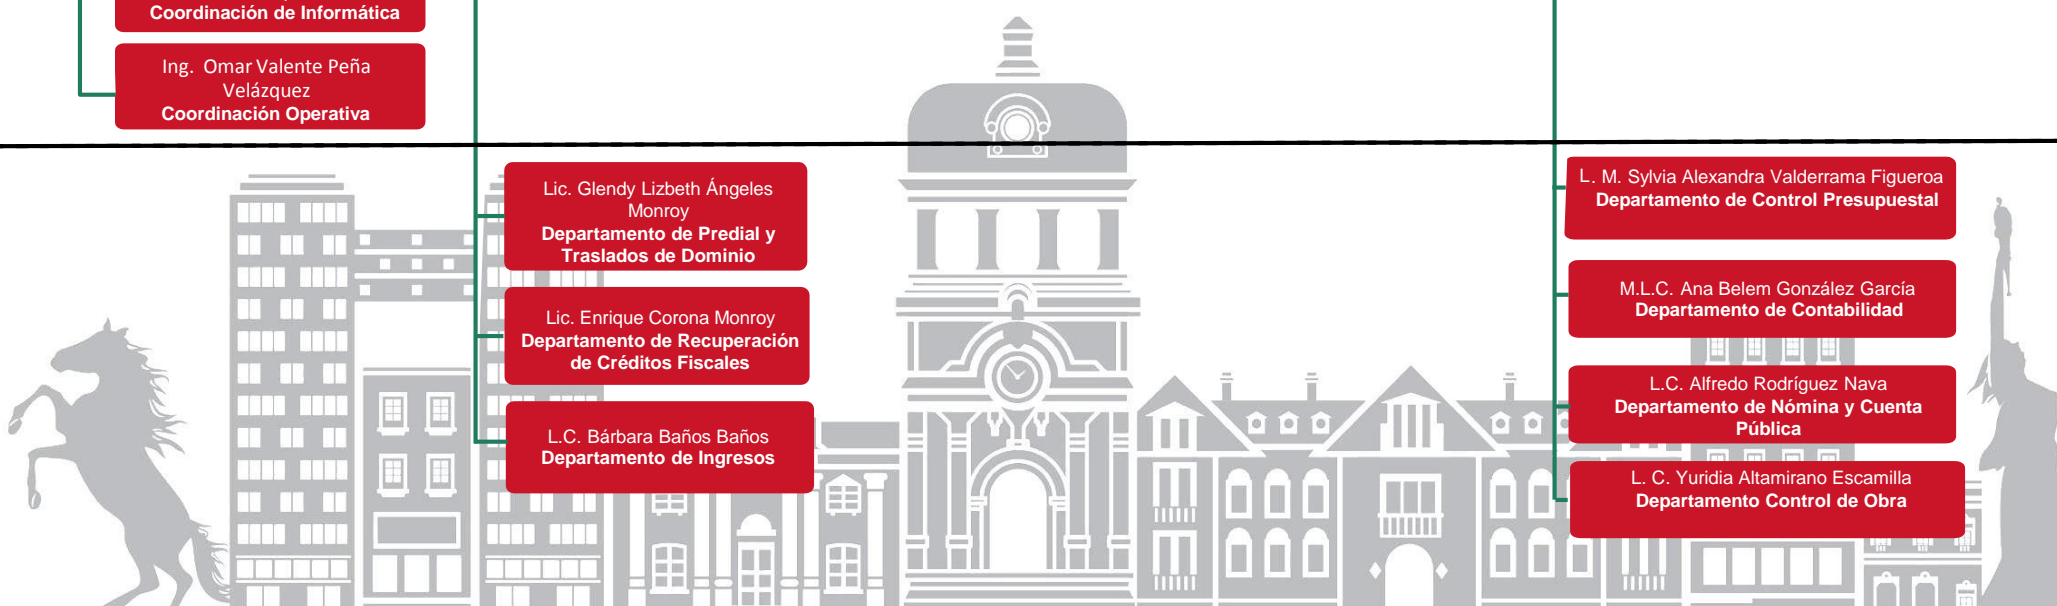 Coordinación de Informática
Ing. Omar Valente Peña
Velázquez
Coordinación Operativa
Lic. Glendy Lizbeth Ángeles
Monroy
Departamento de Predial y
Traslados de Dominio
Lic. Enrique Corona Monroy
Departamento de Recuperación
de Créditos Fiscales
L.C. Bárbara Baños Baños
Departamento de Ingresos
L. M. Sylvia Alexandra Valderrama Figueroa
Departamento de Control Presupuestal
M.L.C. Ana Belem González García
Departamento de Contabilidad
L.C. Alfredo Rodríguez Nava
Departamento de Nómina y Cuenta
Pública
L. C. Yuridia Altamirano Escamilla
Departamento Control de Obra